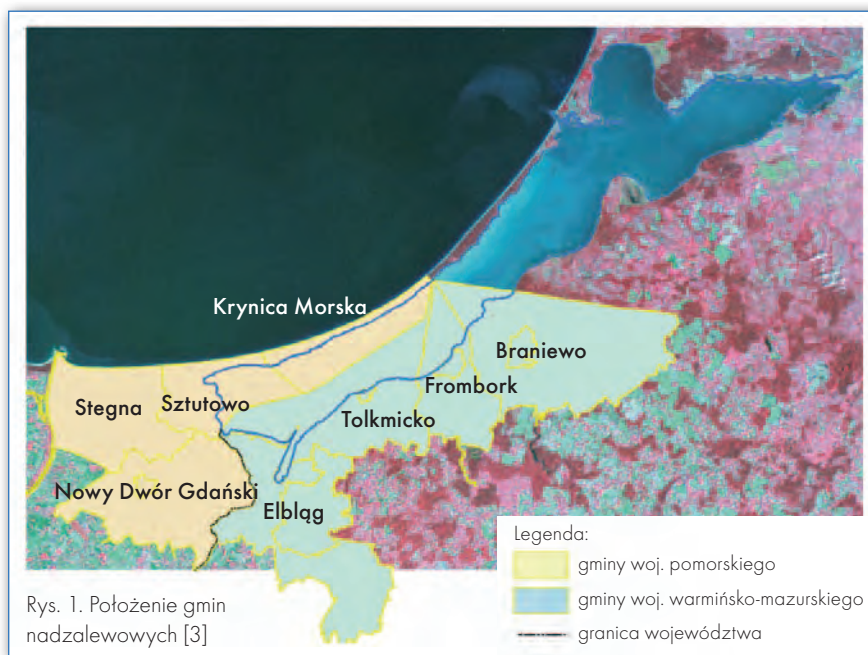 Krynica Morska
Braniewo
Frombork
Stegna
Sztutowo
Tolkmicko
Nowy Dwór Gdański
Elbląg
Legenda:
gminy woj. pomorskiego
gminy woj. warmińsko-mazurskiego
granica województwa
Rys. 1. Położenie gmin
nadzalewowych [3]